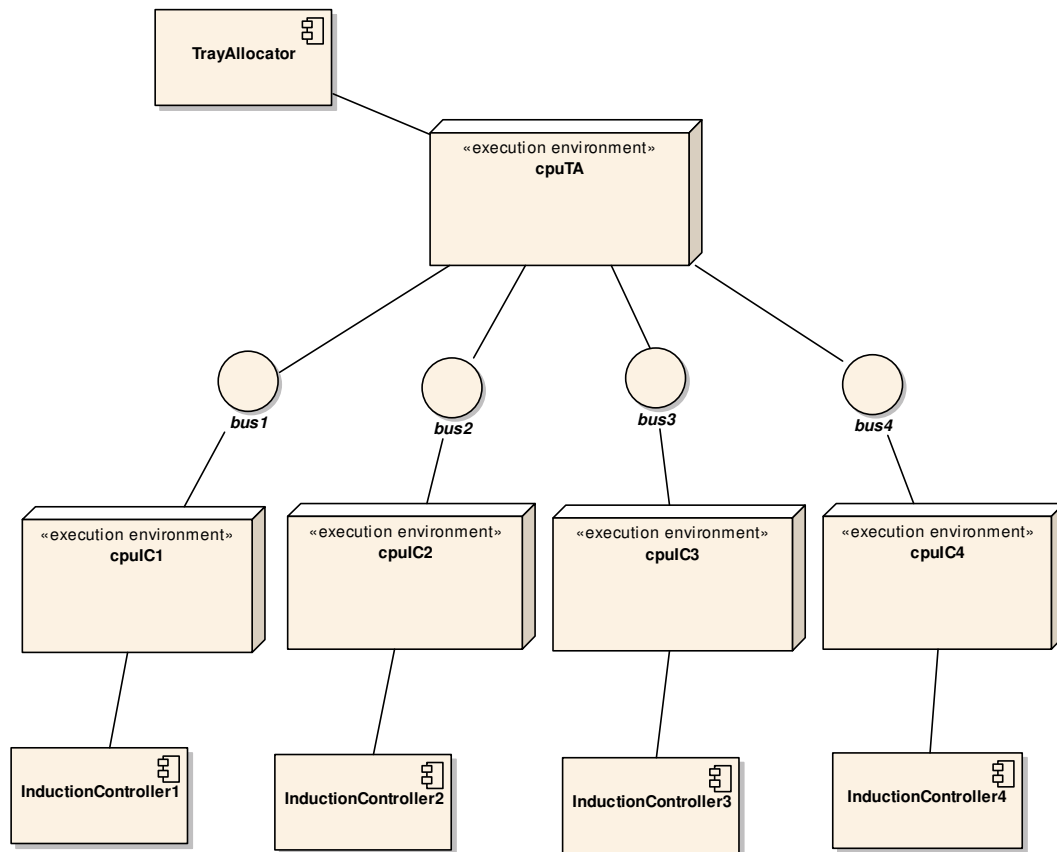 TrayAllocator
«execution environment»
cpuTA
bus1
bus2
bus3
bus4
«execution environment»
cpuIC1
«execution environment»
cpuIC2
«execution environment»
cpuIC3
«execution environment»
cpuIC4
InductionController1
InductionController2
InductionController3
InductionController4